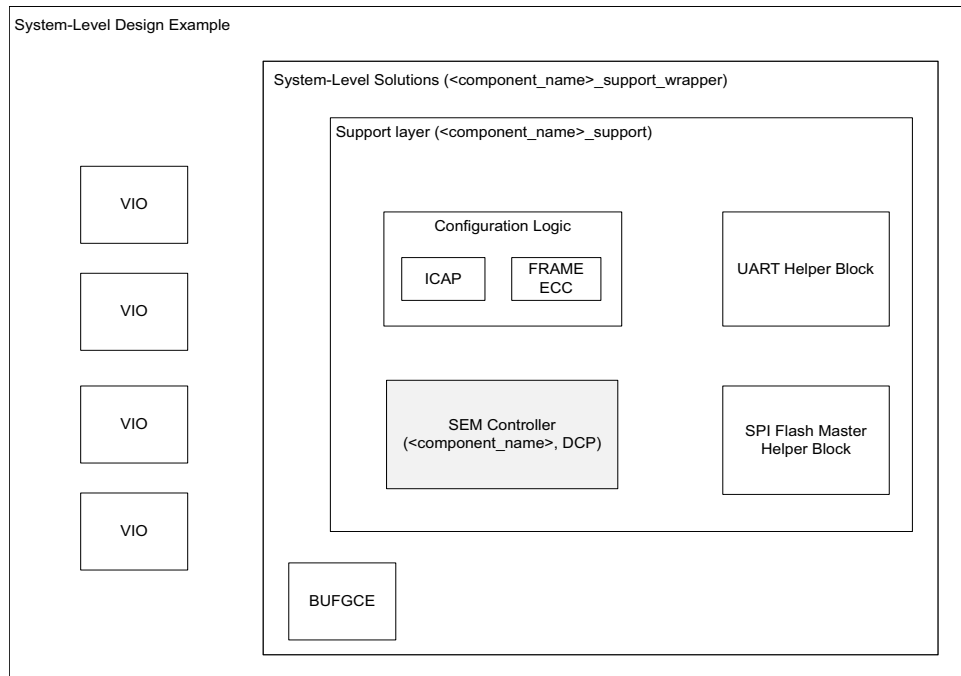 System-Level Design Example
System-Level Solutions (<component_name>_support_wrapper)
Support layer (<component_name>_support)
VIO
VIO
VIO
VIO
Configuration Logic
ICAP
FRAME
ECC
UART Helper Block
SEM Controller
(<component_name>, DCP)
SPI Flash Master
Helper Block
BUFGCE